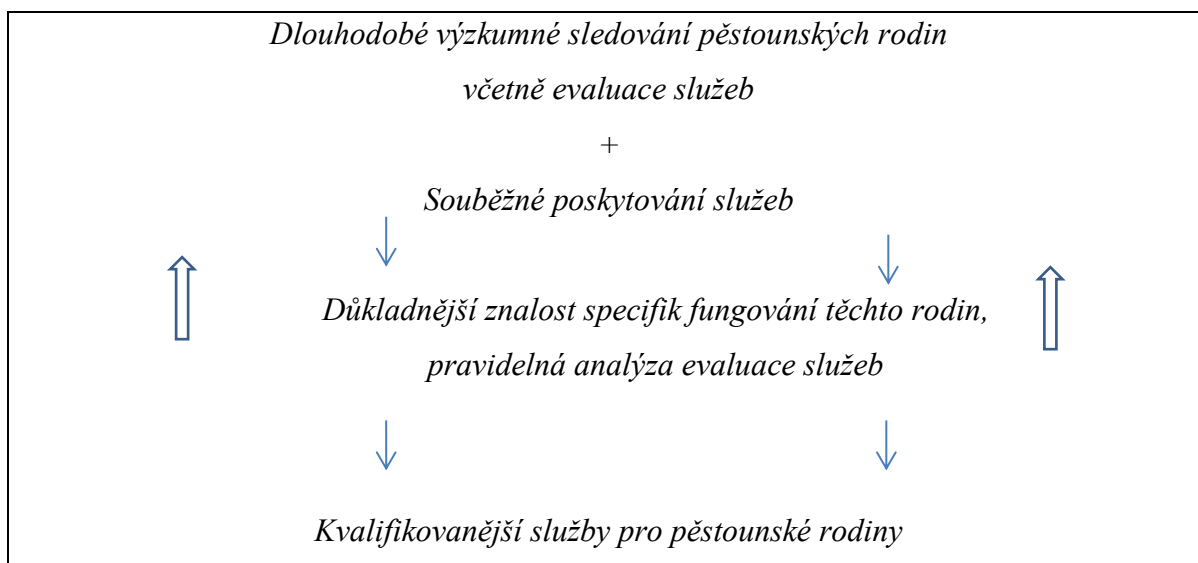 Dlouhodobé výzkumné sledování pěstounských rodin
včetně evaluace služeb
+
Souběžné poskytování služeb
Důkladnější znalost specifik fungování těchto rodin,
pravidelná analýza evaluace služeb
Kvalifikovanější služby pro pěstounské rodiny